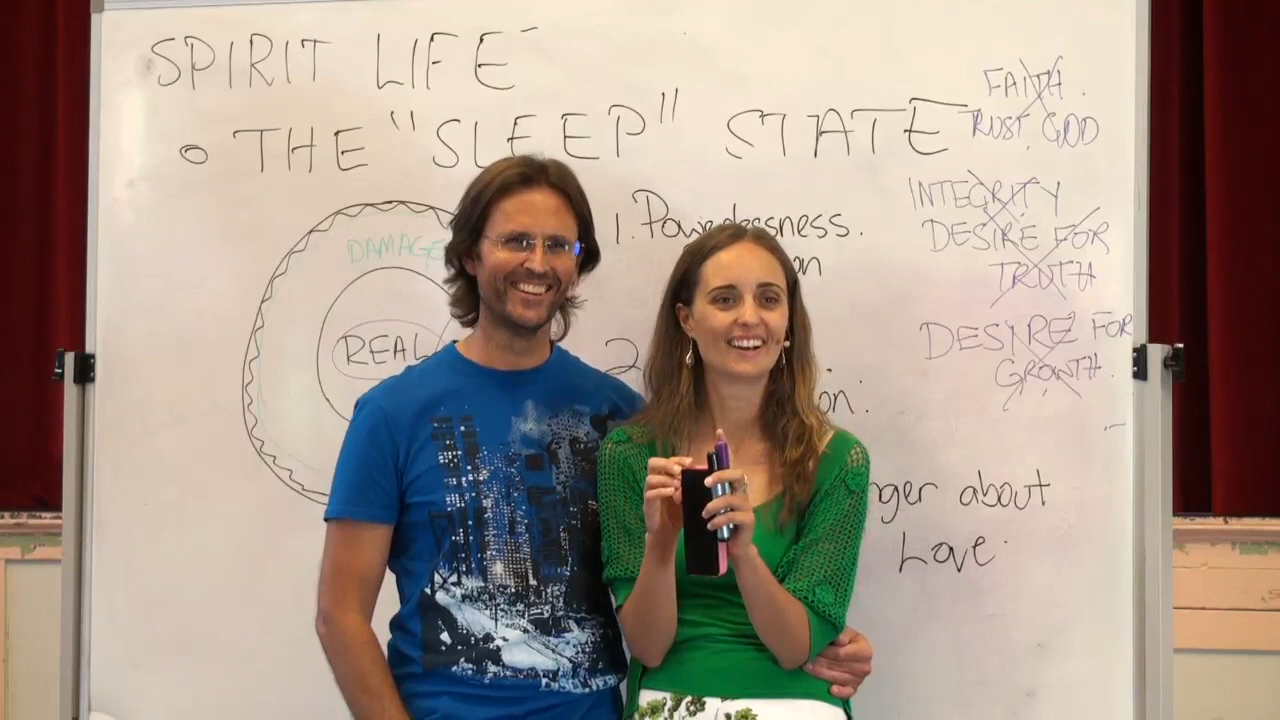 SPIRIT LIFE
• THE "SLEEP" STATE
FAITH.
TRUST, GOD
INTEGRITY
DESIRE FOR
TRUTH
DESIRE FOR
GROWTH.
DAMAGE
REAL
1. Powerlessness.
on
2
on:
nger about
Love.
DISCOVER